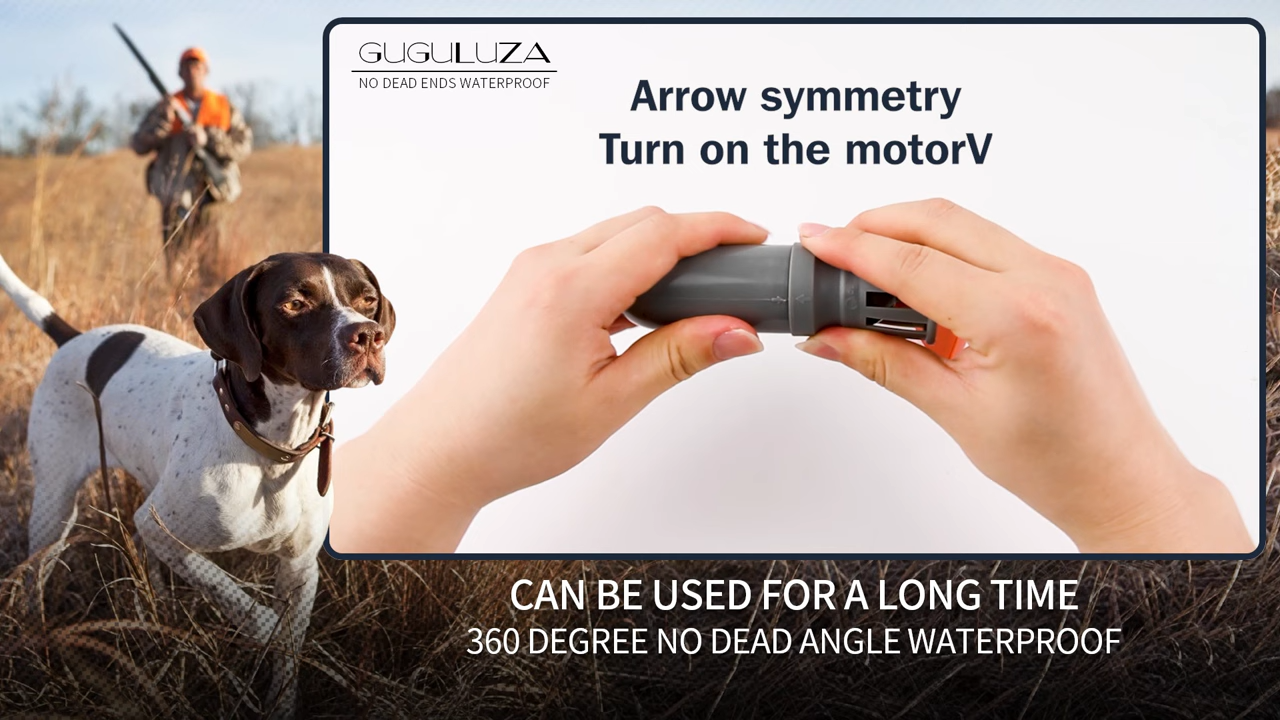 GUGULUZA
NO DEAD ENDS WATERPROOF
Arrow symmetry
Turn on the motorV
CAN BE USED FOR A LONG TIME
360 DEGREE NO DEAD ANGLE WATERPROOF